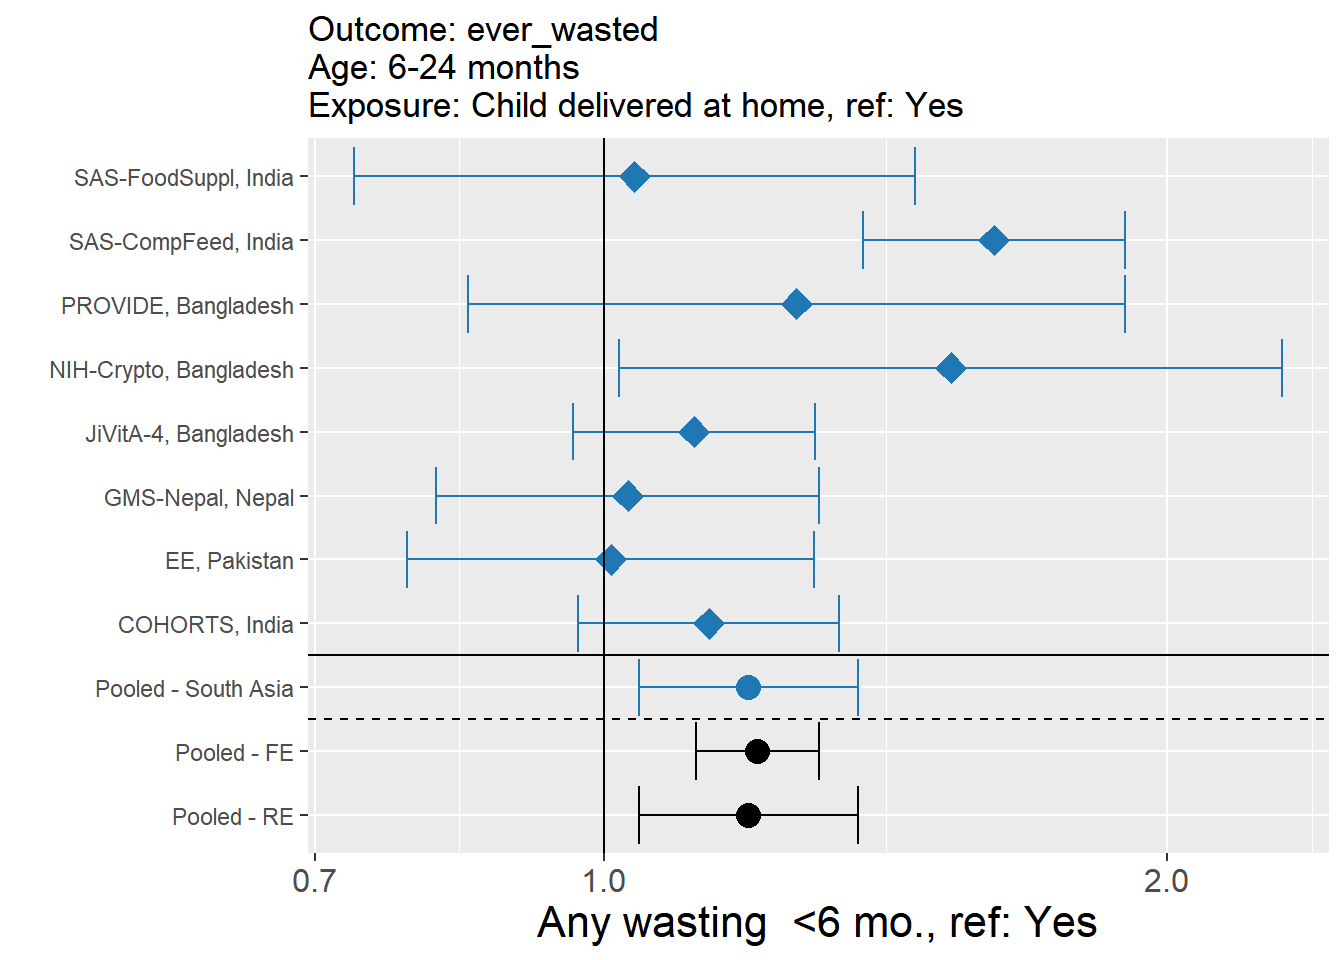 Outcome: ever_wasted
Age: 6-24 months
Exposure: Child delivered at home, ref: Yes
SAS-FoodSuppl, India
SAS-CompFeed, India
PROVIDE, Bangladesh
NIH-Crypto, Bangladesh
JiVitA-4, Bangladesh
GMS-Nepal, Nepal
EE, Pakistan
COHORTS, India
Pooled - South Asia
Pooled - FE
Pooled - RE
0.7 1.0 2.0
Any wasting  <6 mo., ref: Yes